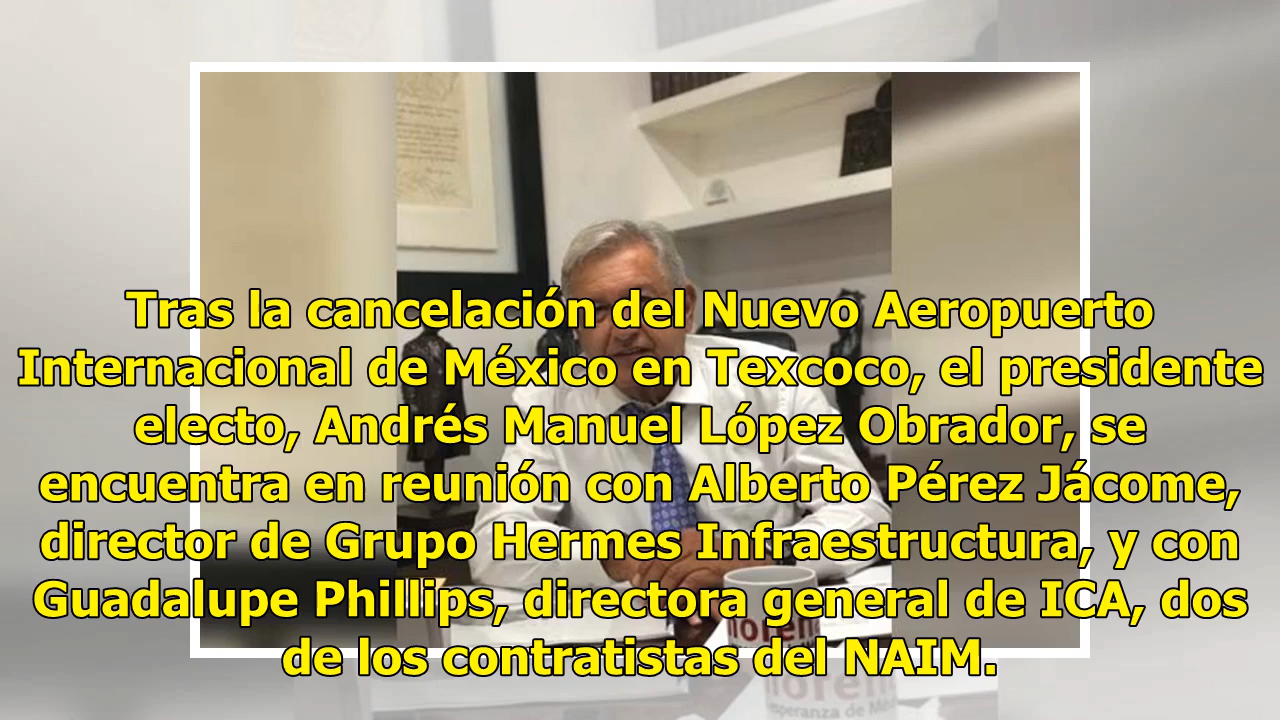 Tras la cancelación del Nuevo Aeropuerto
Internacional de México en Texcoco, el presidente
electo, Andrés Manuel López Obrador, se
encuentra en reunión con Alberto Pérez Jácome,
director de Grupo Hermes Infraestructura, y con
Guadalupe Phillips, directora general de ICA, dos
de los contratistas del NAIM.
morena